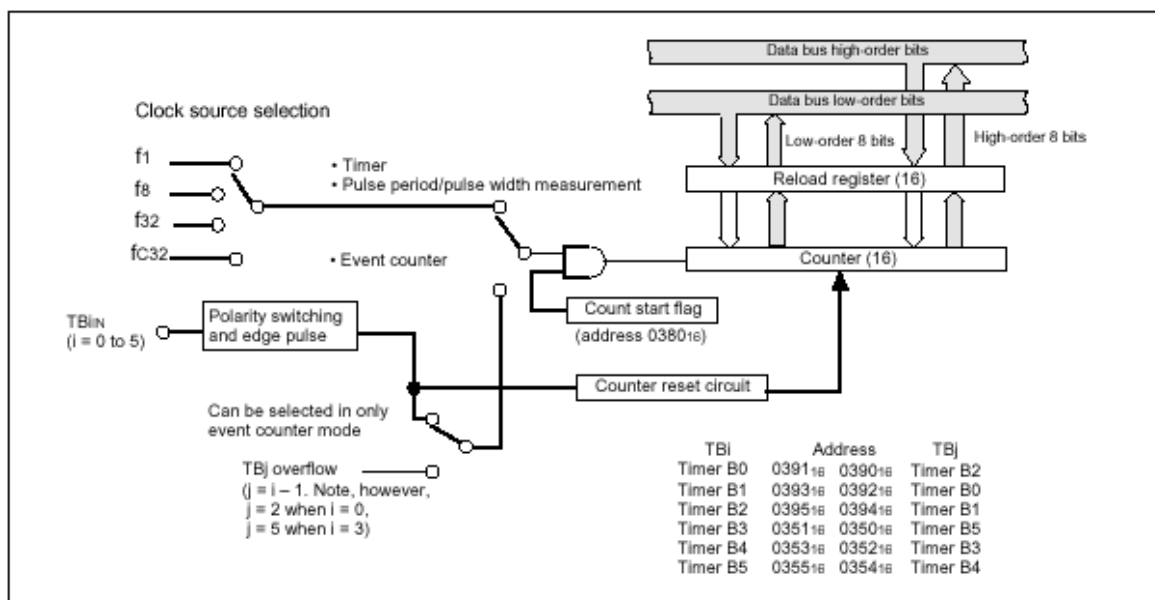 Data bus high-order bits
Data bus low-order bits
Clock source selection
Low-order 8 bits
High-order 8 bits
f1
• Timer
f8
• Pulse period/pulse width measurement
Reload register (16)
f32
fC32
• Event counter
Counter (16)
Count start flag
(address 038016)
TBiIN
(i = 0 to 5)
Polarity switching
and edge pulse
Counter reset circuit
Can be selected in only
event counter mode
TBj overflow
(j = i – 1. Note, however,
j = 2 when i = 0,
j = 5 when i = 3)
TBi Address TBj
Timer B0 039116 039016 Timer B2
Timer B1 039316 039216 Timer B0
Timer B2 039516 039416 Timer B1
Timer B3 035116 035016 Timer B5
Timer B4 035316 035216 Timer B3
Timer B5 035516 035416 Timer B4